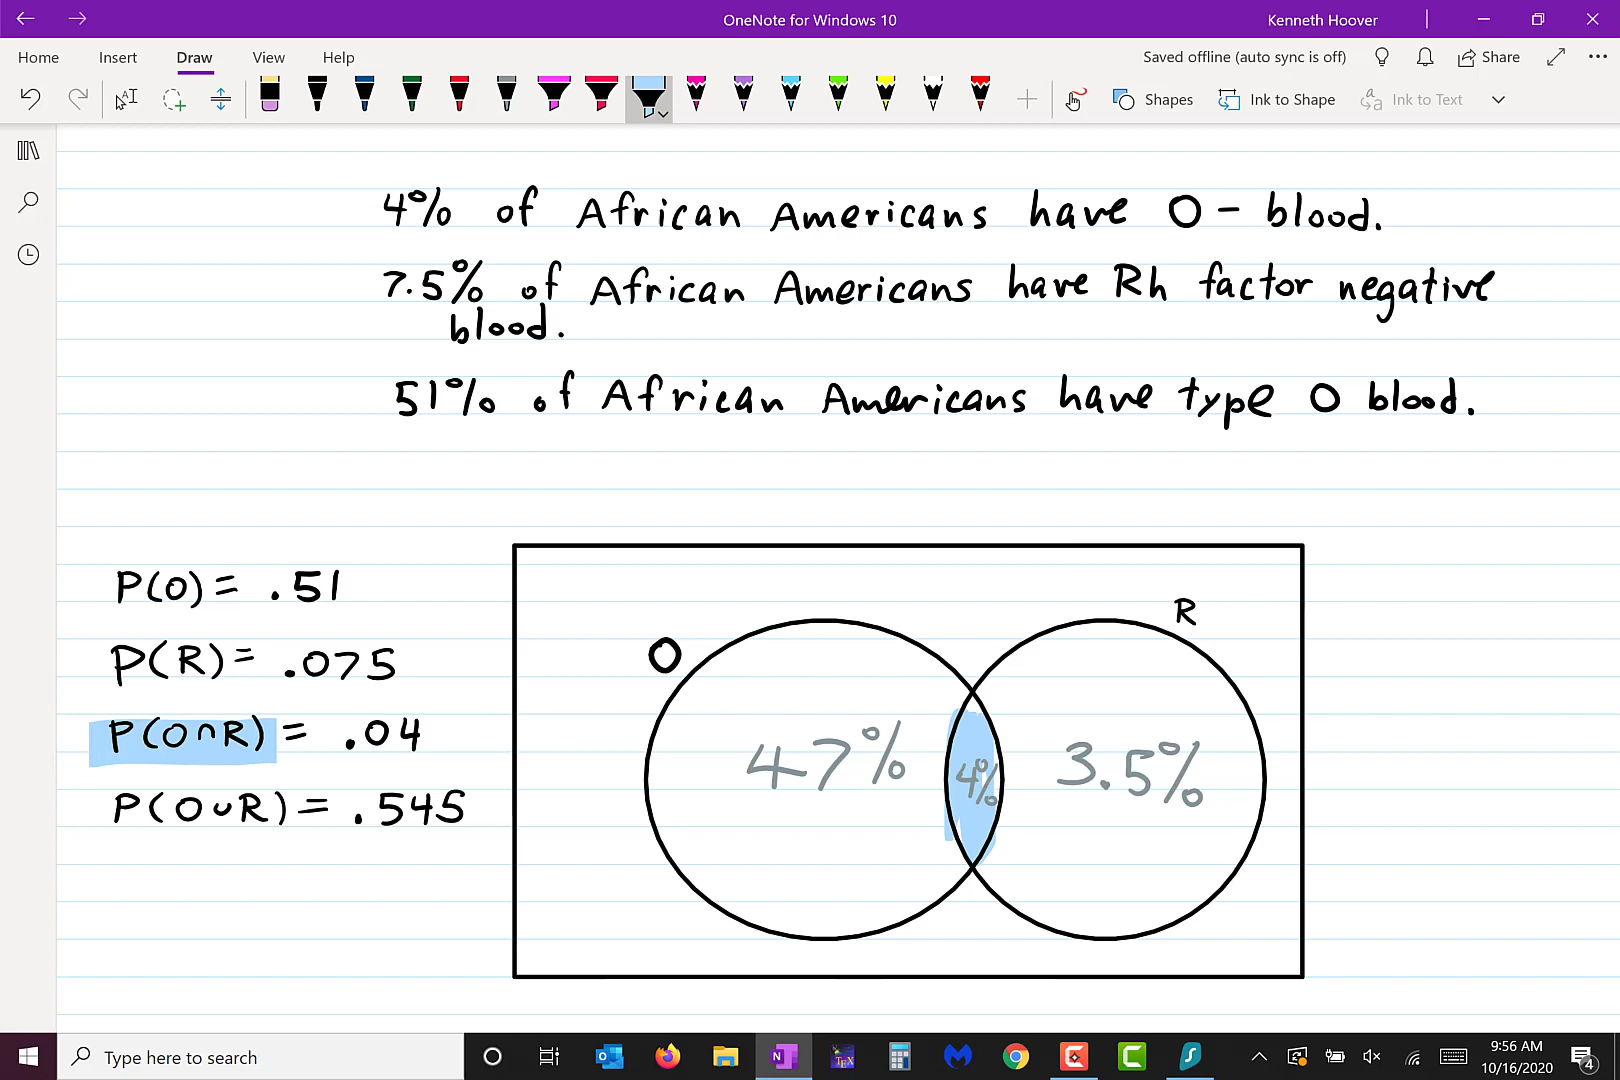 OneNote for Windows 10
Kenneth Hoover
Home Insert Draw View Help
Saved offline (auto sync is off)
Share
Shapes
Ink to Shape
Ink to Text
4% of African Americans have O- blood.
7.5% of African Americans have Rh factor negative
blood.
51% of African Americans have type O blood.
P(O) = .51
P(R) = .075
P(O∩R) = .04
P(O∪R) = .545
O
R
47%
4%
3.5%
Type here to search
9:56 AM
10/16/2020
4